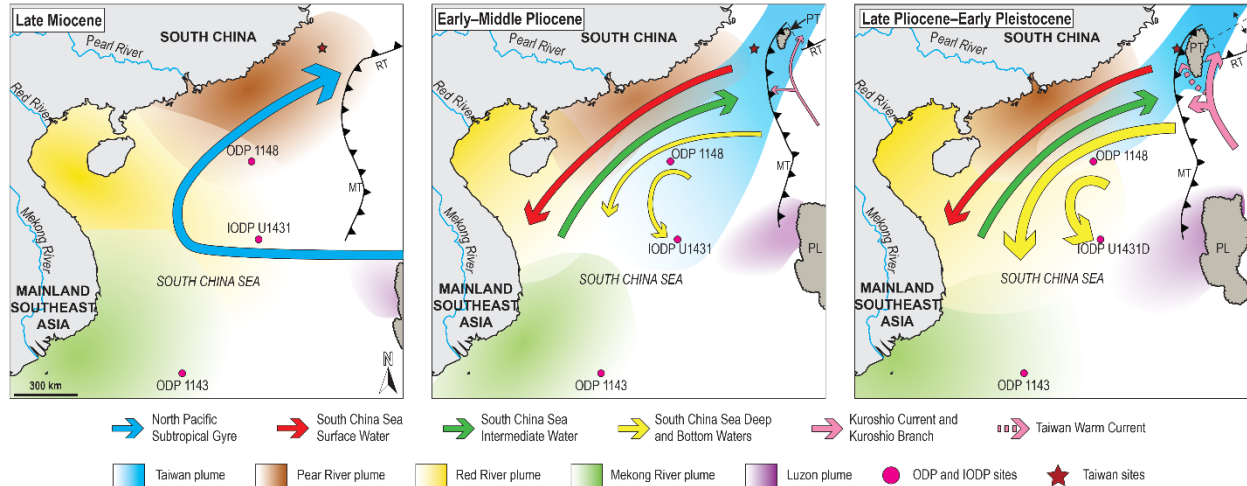 Late Miocene
SOUTH CHINA
Pearl River
Red River
RT
ODP 1148
MT
Mekong River
IODP U1431
SOUTH CHINA SEA
MAINLAND
SOUTHEAST
ASIA
ODP 1143
300 km
N
Early–Middle Pliocene
SOUTH CHINA
Pearl River
Red River
PT
RT
ODP 1148
MT
Mekong River
IODP U1431
PL
SOUTH CHINA SEA
MAINLAND
SOUTHEAST
ASIA
ODP 1143
Late Pliocene–Early Pleistocene
SOUTH CHINA
Pearl River
Red River
PT
RT
ODP 1148
MT
Mekong River
IODP U1431D
PL
SOUTH CHINA SEA
MAINLAND
SOUTHEAST
ASIA
ODP 1143
North Pacific
Subtropical Gyre
South China Sea
Surface Water
South China Sea
Intermediate Water
South China Sea Deep
and Bottom Waters
Kuroshio Current and
Kuroshio Branch
Taiwan Warm Current
Taiwan plume
Pear River plume
Red River plume
Mekong River plume
Luzon plume
ODP and IODP sites
Taiwan sites